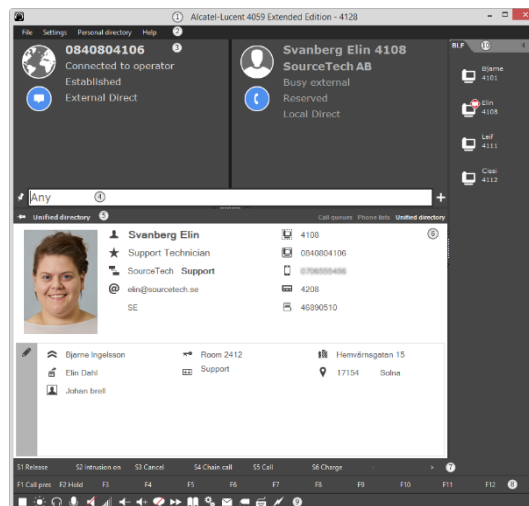 1 Alcatel-Lucent 4059 Extended Edition - 4128
File Settings Personal directory Help 2
0840804106 3
Connected to operator
Established
External Direct
Svanberg Elin 4108
SourceTech AB
Busy external
Reserved
Local Direct
BLF 10 4
Bjarne
4101
Elin
4108
Leif
4111
Cissi
4112
Any 4
Unified directory 5 Call queues Phone lists Unified directory
6
Svanberg Elin 4108
Support Technician 0840804106
SourceTech Support
elin@sourcetech.se 4208
SE 46890510
Bjarne Ingelsson Room 2412 Hemvärnsgatan 15
Elin Dahl Support 17154 Solna
Johan brell
S1 Release S2 Intrusion on S3 Cancel S4 Chain call S5 Call S6 Charge - > 7
F1 Call pres F2 Hold F3 F4 F5 F6 F7 F8 F9 F10 F11 F12 8
9